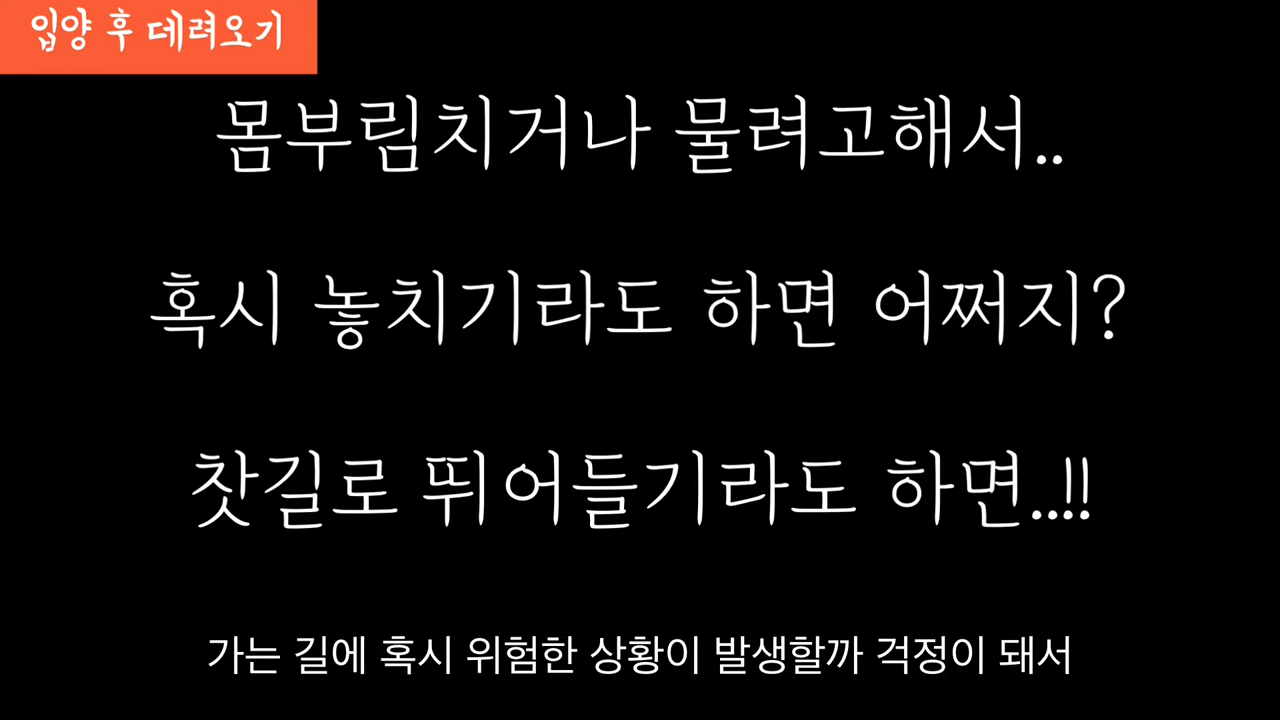 입양 후 데려오기
몸부림치거나 물려고해서..
혹시 놓치기라도 하면 어쩌지?
찻길로 뛰어들기라도 하면..!!
가는 길에 혹시 위험한 상황이 발생할까 걱정이 돼서